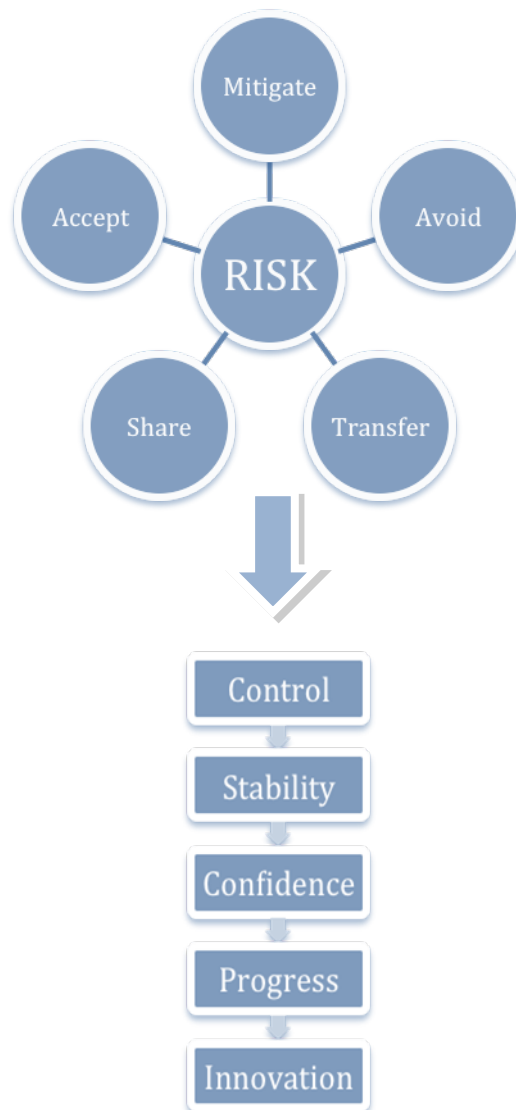 Mitigate
Accept
Avoid
RISK
Share
Transfer
Control
Stability
Confidence
Progress
Innovation